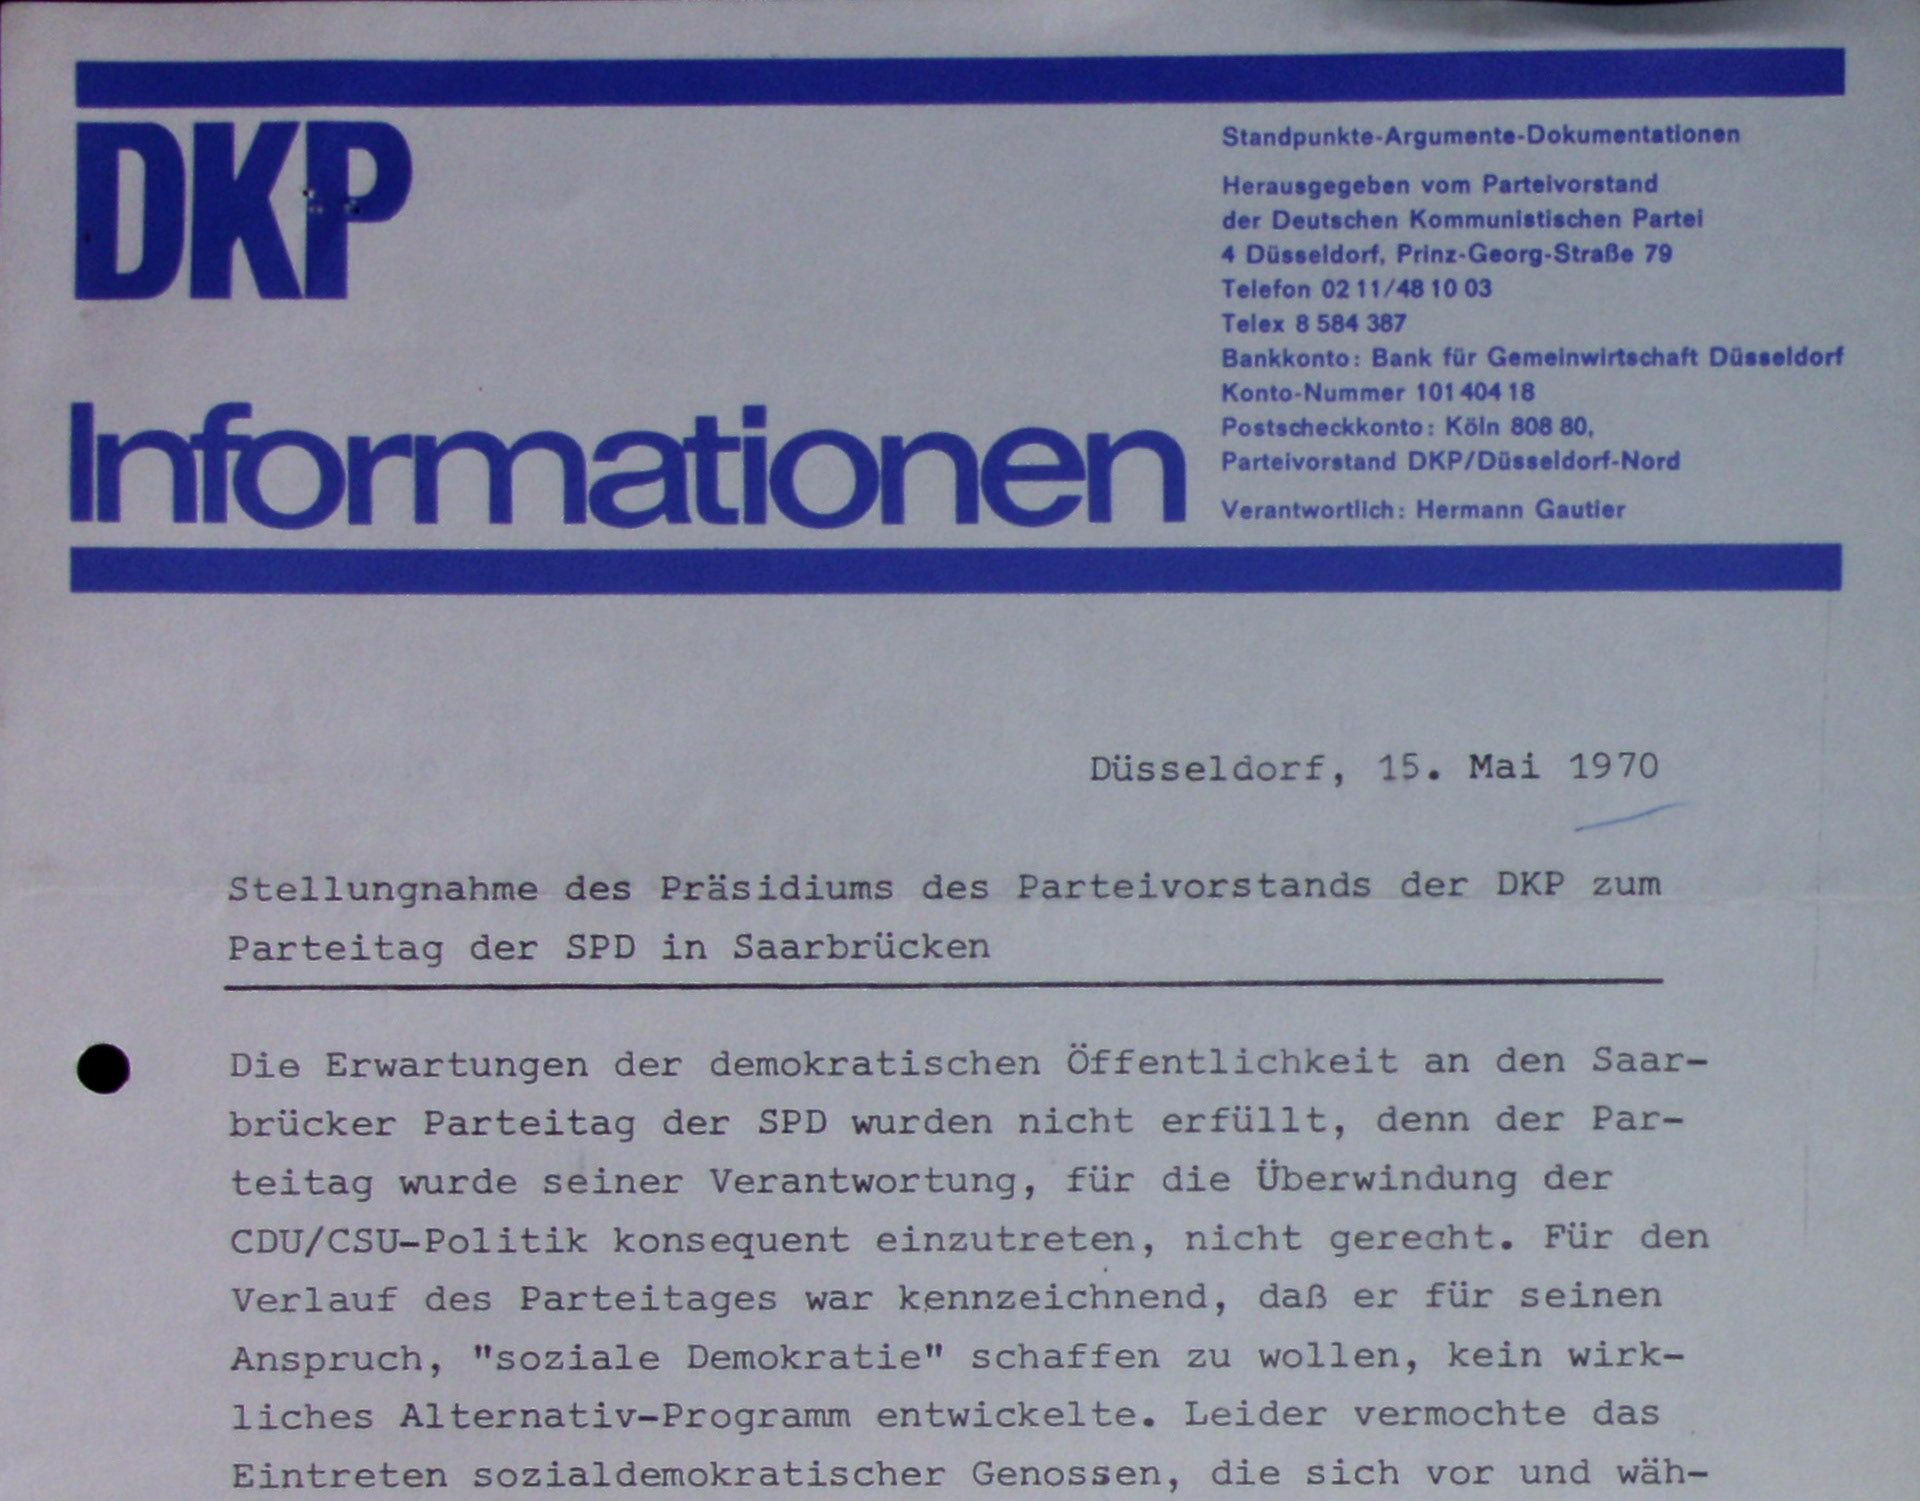 DKP
Informationen
Standpunkte-Argumente-Dokumentationen
Herausgegeben vom Parteivorstand
der Deutschen Kommunistischen Partei
4 Düsseldorf, Prinz-Georg-Straße 79
Telefon 02 11/48 10 03
Telex 8 584 387
Bankkonto: Bank für Gemeinwirtschaft Düsseldorf
Konto-Nummer 101 404 18
Postscheckkonto: Köln 808 80,
Parteivorstand DKP/Düsseldorf-Nord
Verantwortlich: Hermann Gautier
Düsseldorf, 15. Mai 1970
Stellungnahme des Präsidiums des Parteivorstands der DKP zum
Parteitag der SPD in Saarbrücken
Die Erwartungen der demokratischen Öffentlichkeit an den Saar-
brücker Parteitag der SPD wurden nicht erfüllt, denn der Par-
teitag wurde seiner Verantwortung, für die Überwindung der
CDU/CSU-Politik konsequent einzutreten, nicht gerecht. Für den
Verlauf des Parteitages war kennzeichnend, daß er für seinen
Anspruch, "soziale Demokratie" schaffen zu wollen, kein wirk-
liches Alternativ-Programm entwickelte. Leider vermochte das
Eintreten sozialdemokratischer Genossen, die sich vor und wäh-